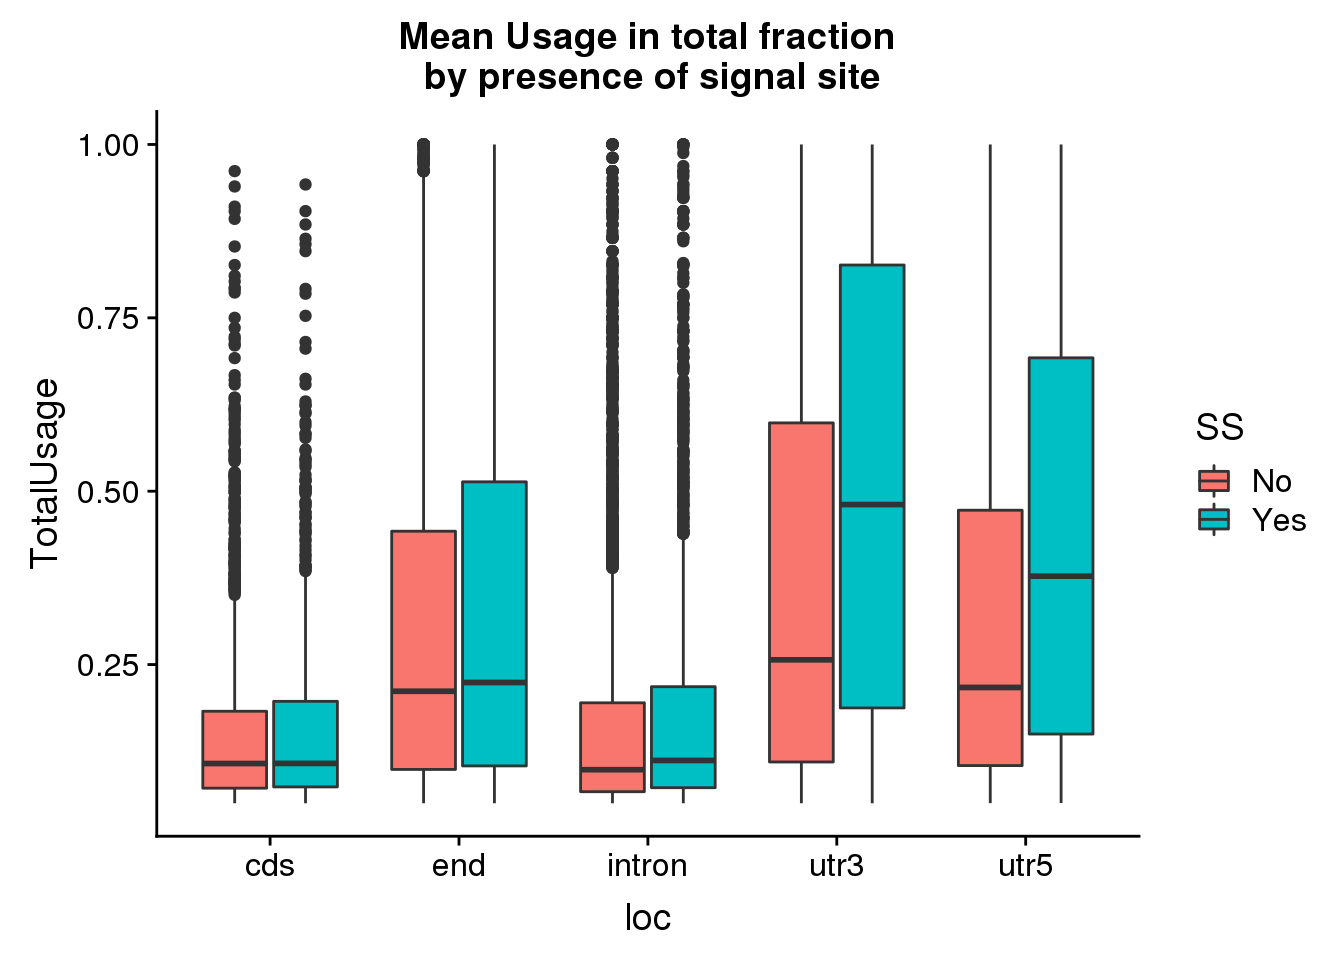 Mean Usage in total fraction
by presence of signal site
TotalUsage
1.00
0.75
0.50
0.25
cds
end
intron
utr3
utr5
loc
SS
No
Yes